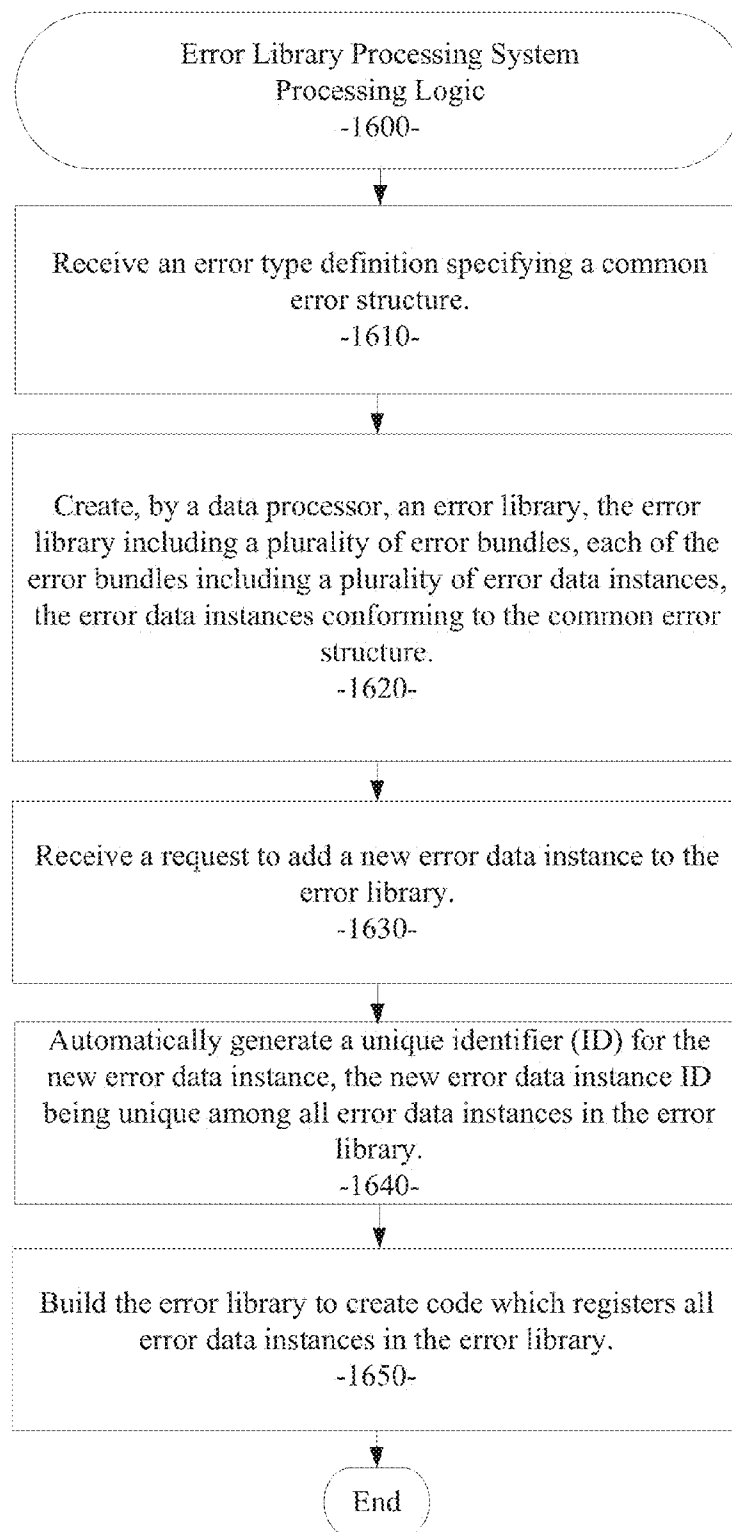 Error Library Processing System
Processing Logic
-1600-
Receive an error type definition specifying a common
error structure.
-1610-
Create, by a data processor, an error library, the error
library including a plurality of error bundles, each of the
error bundles including a plurality of error data instances,
the error data instances conforming to the common error
structure.
-1620-
Receive a request to add a new error data instance to the
error library.
-1630-
Automatically generate a unique identifier (ID) for the
new error data instance, the new error data instance ID
being unique among all error data instances in the error
library.
-1640-
Build the error library to create code which registers all
error data instances in the error library.
-1650-
End